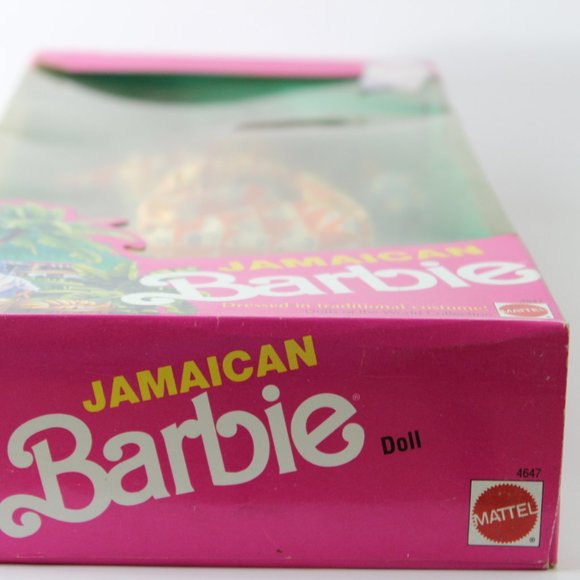 JAMAICAN
Barbie
Dressed in traditional costume!
MATTEL
JAMAICAN
Barbie®
Doll
4647
MATTEL
®